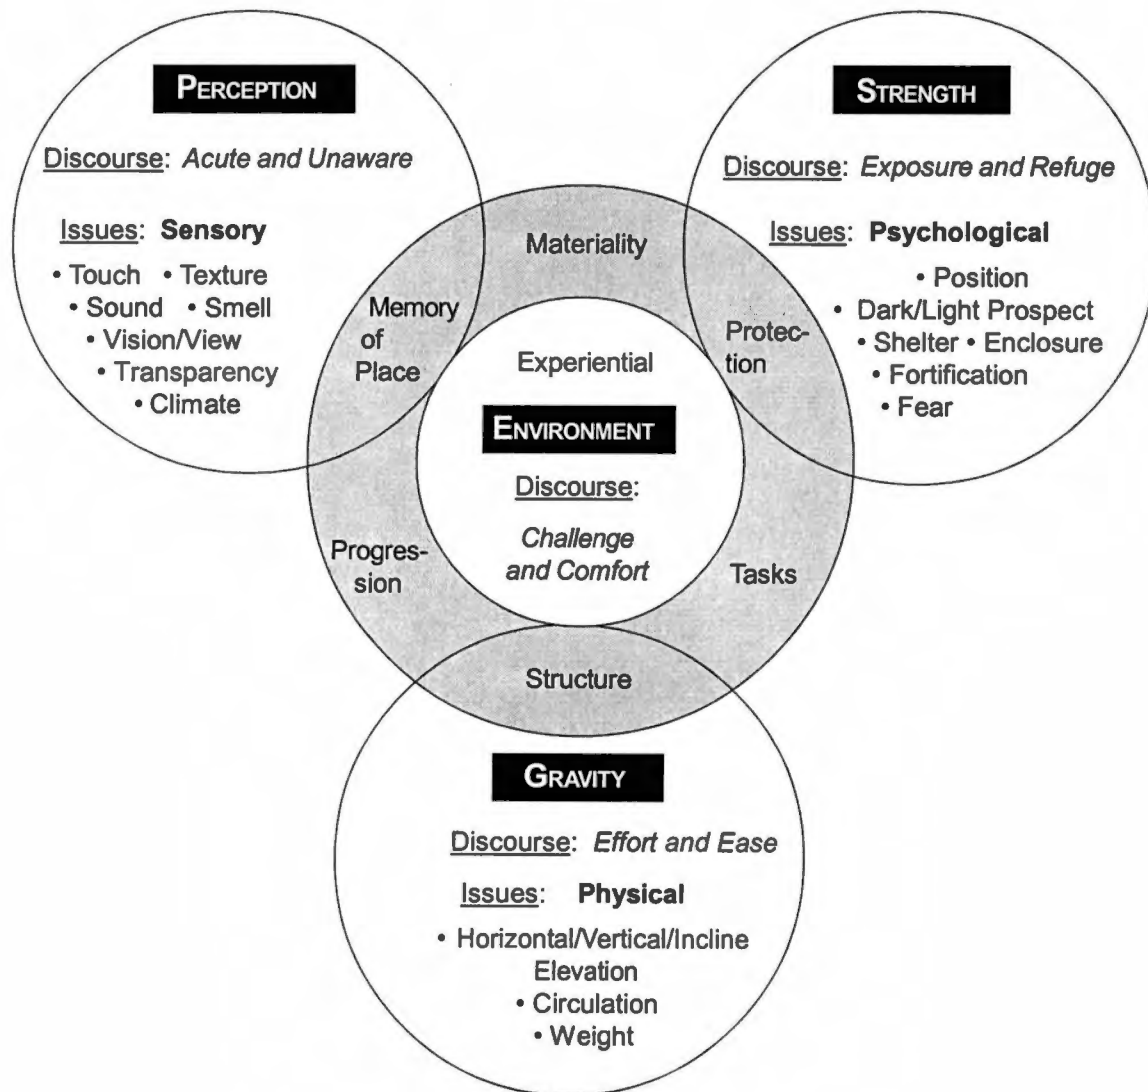 PERCEPTION
Discourse: Acute and Unaware
Issues: Sensory
• Touch • Texture
• Sound • Smell
• Vision/View
• Transparency
• Climate
STRENGTH
Discourse: Exposure and Refuge
Issues: Psychological
• Position
• Dark/Light Prospect
• Shelter • Enclosure
• Fortification
• Fear
Materiality
Memory
of
Place
Protec-
tion
Experiential
ENVIRONMENT
Discourse:
Challenge
and Comfort
Progres-
sion
Tasks
Structure
GRAVITY
Discourse: Effort and Ease
Issues: Physical
• Horizontal/Vertical/Incline
Elevation
• Circulation
• Weight